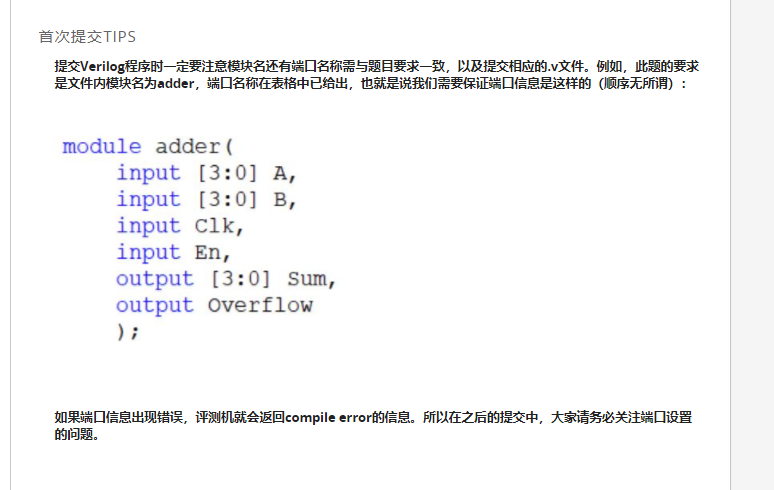 首次提交TIPS
提交Verilog程序时一定要注意模块名还有端口名称需与题目要求一致，以及提交相应的.v文件。例如，此题的要求
是文件内模块名为adder，端口名称在表格中已给出，也就是说我们需要保证端口信息是这样的（顺序无所谓）：
module adder(
input [3:0] A,
input [3:0] B,
input Clk,
input En,
output [3:0] Sum,
output Overflow
);
如果端口信息出现错误，评测机就会返回compile error的信息。所以在之后的提交中，大家请务必关注端口设置
的问题。